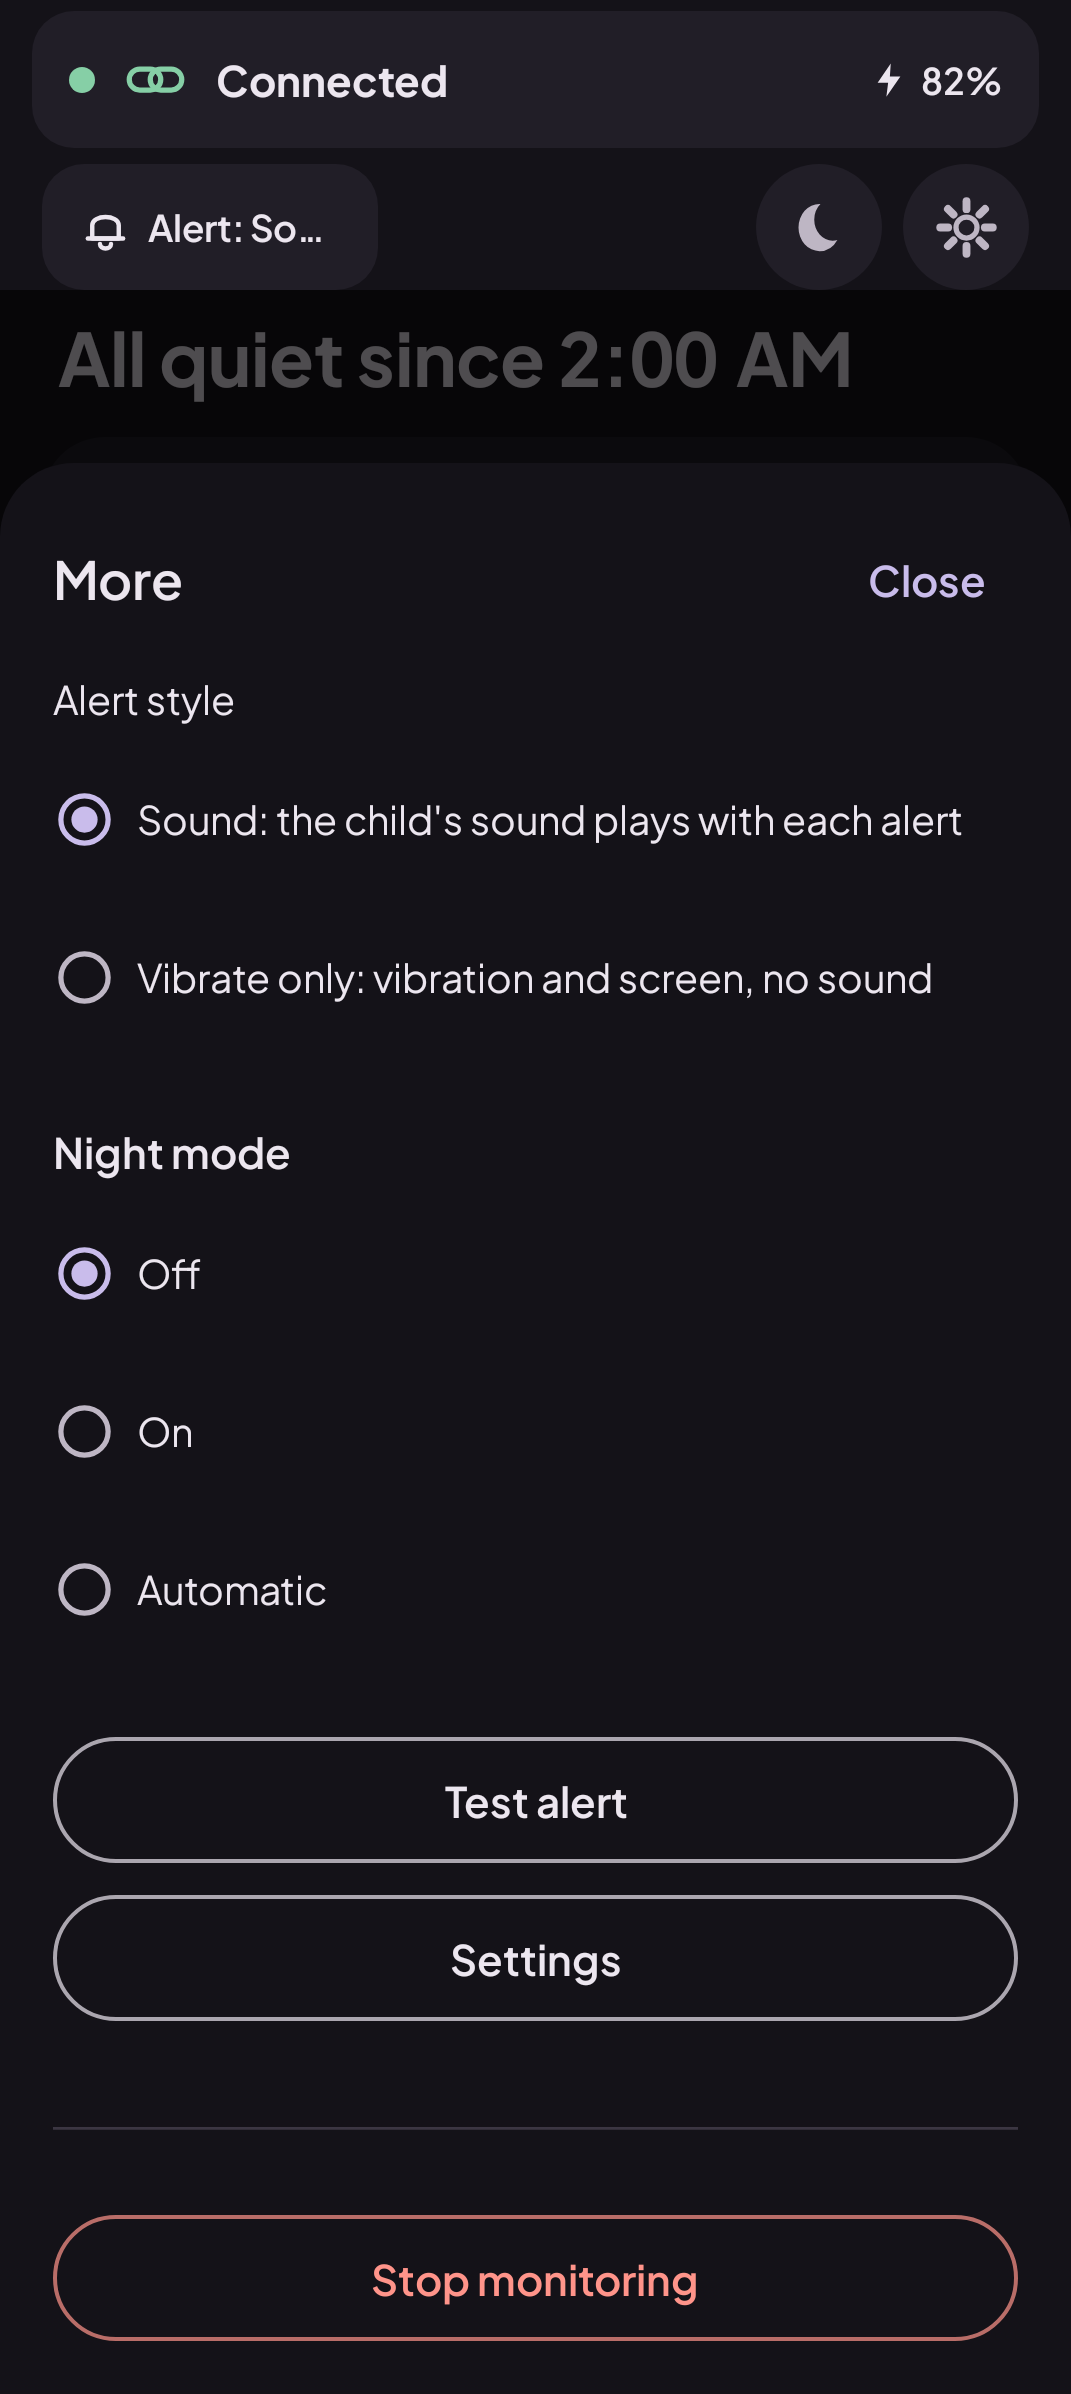 Connected
82%
Alert: So...
All quiet since 2:00 AM
More
Close
Alert style
Sound: the child's sound plays with each alert
Vibrate only: vibration and screen, no sound
Night mode
Off
On
Automatic
Test alert
Settings
Stop monitoring